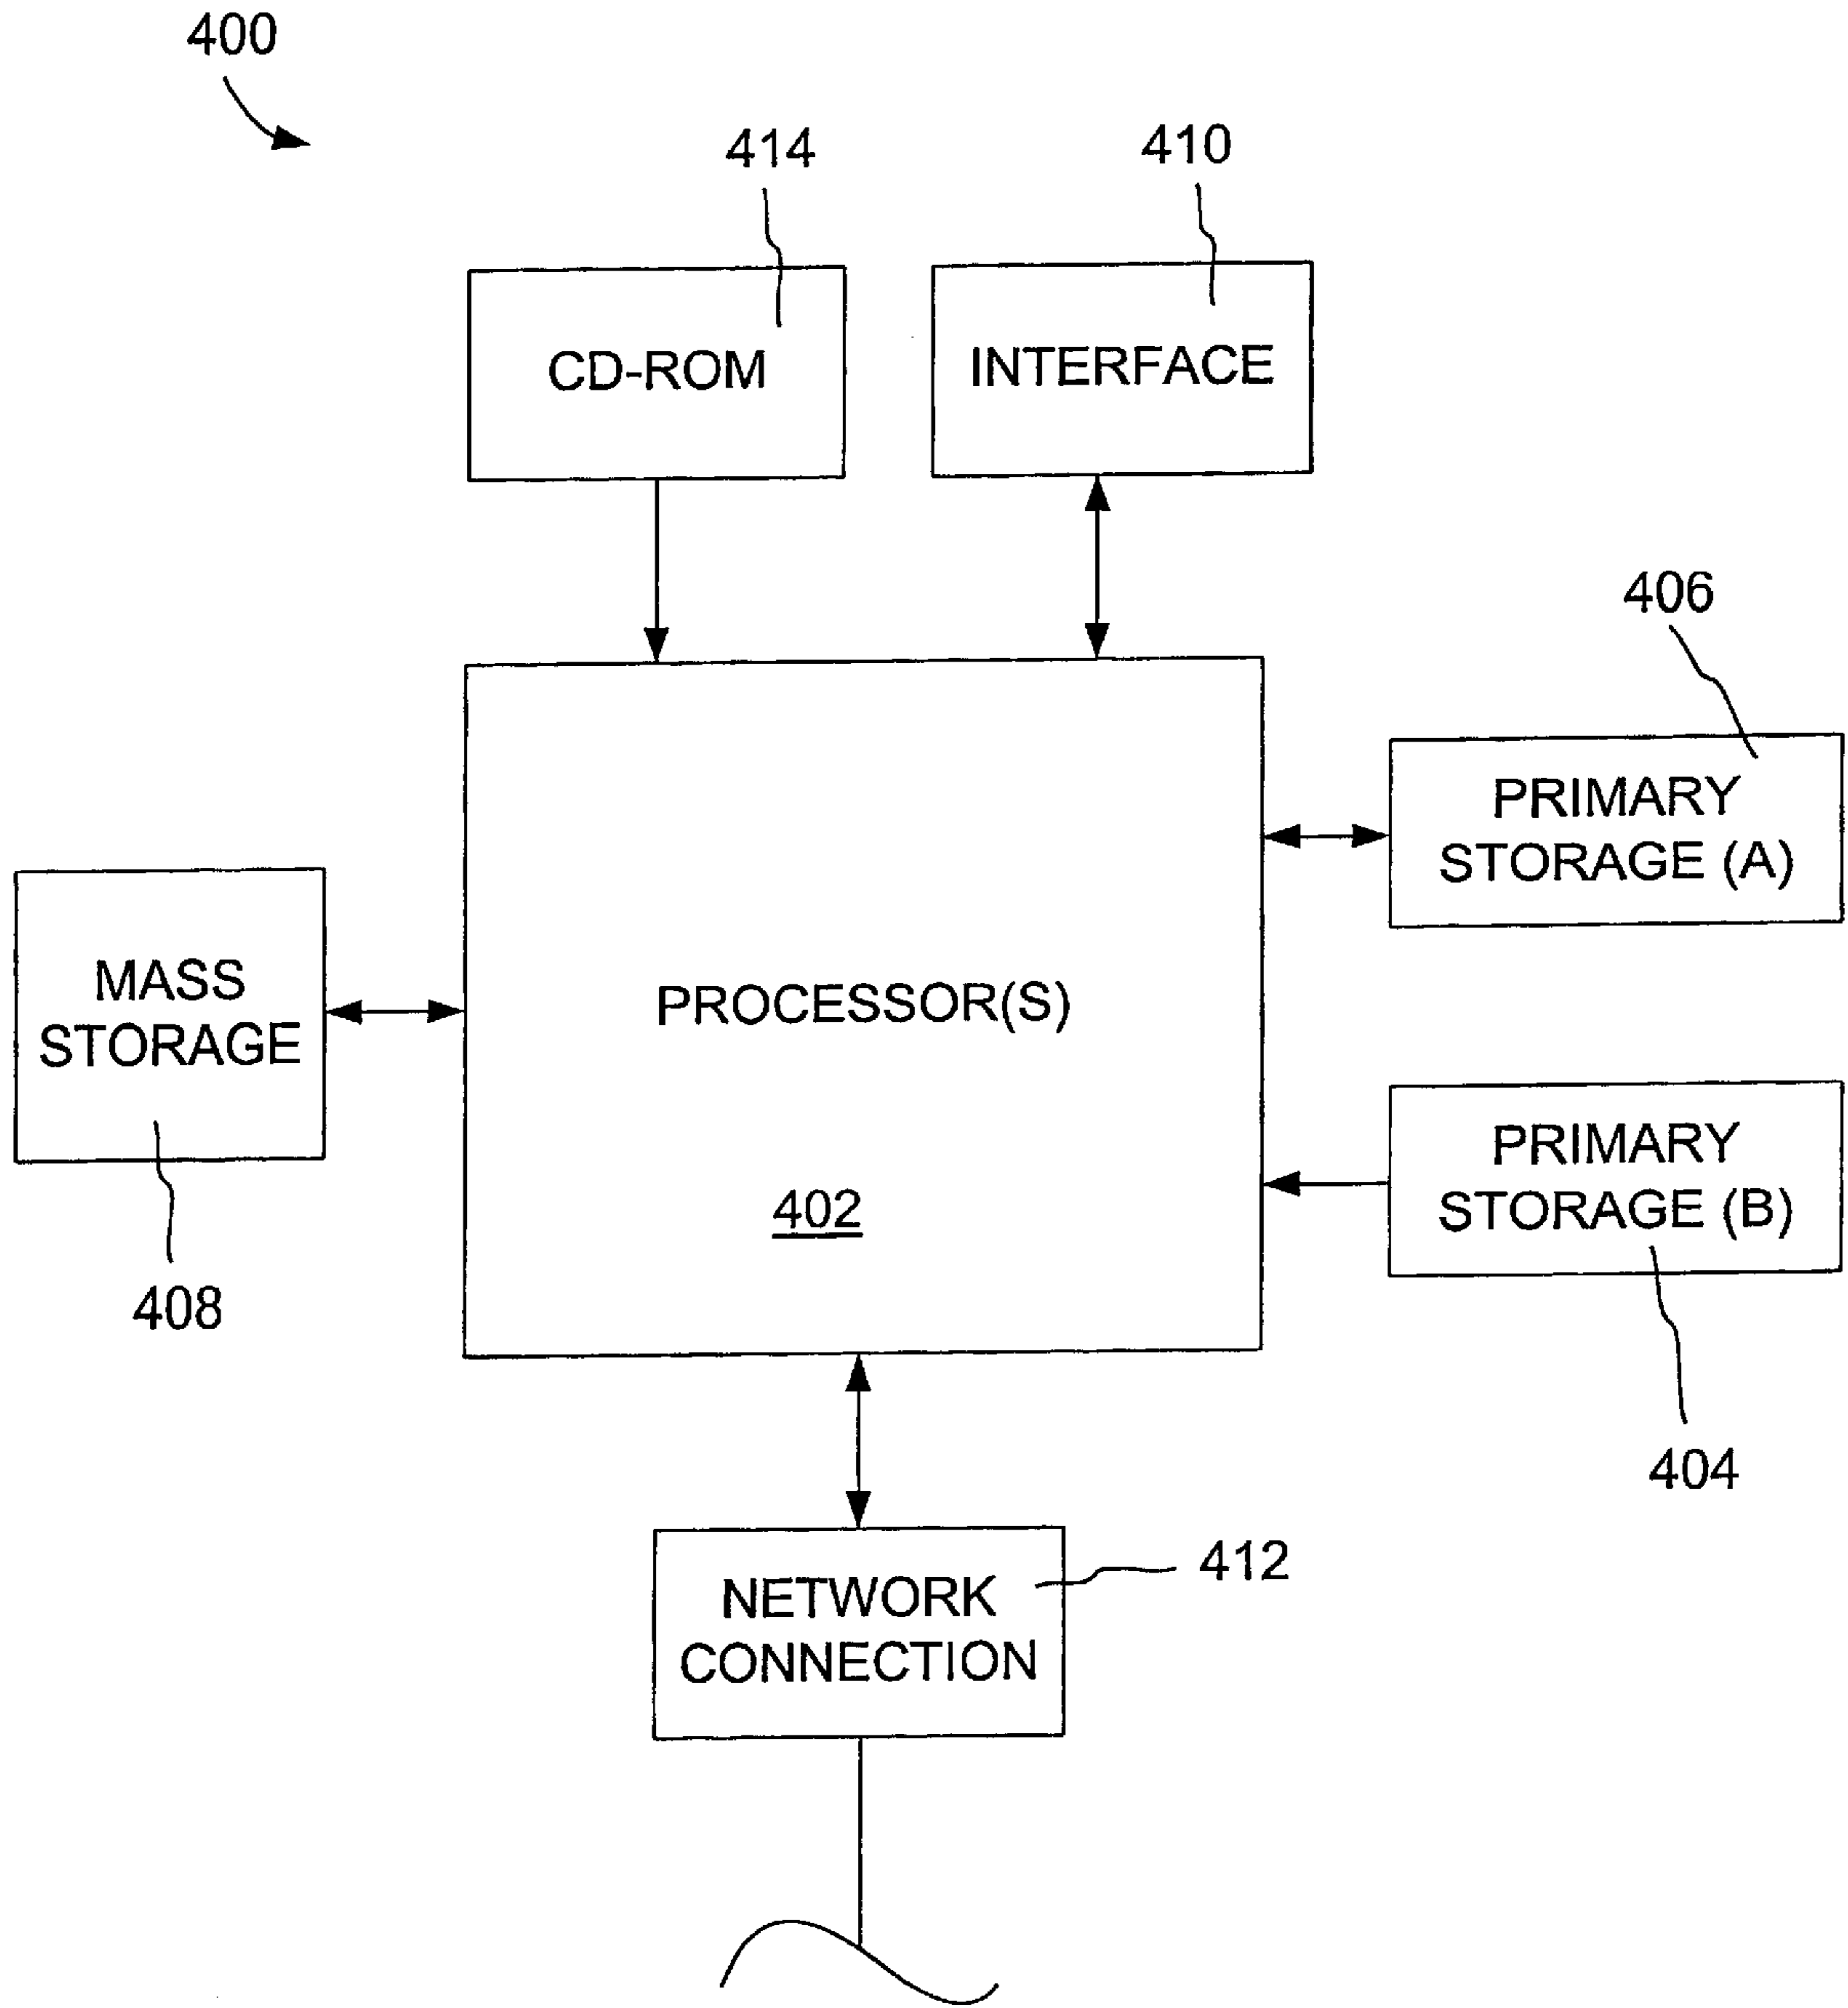 400
414
410
CD-ROM
INTERFACE
406
PRIMARY
STORAGE (A)
MASS
STORAGE
PROCESSOR(S)
PRIMARY
STORAGE (B)
402
408
404
412
NETWORK
CONNECTION